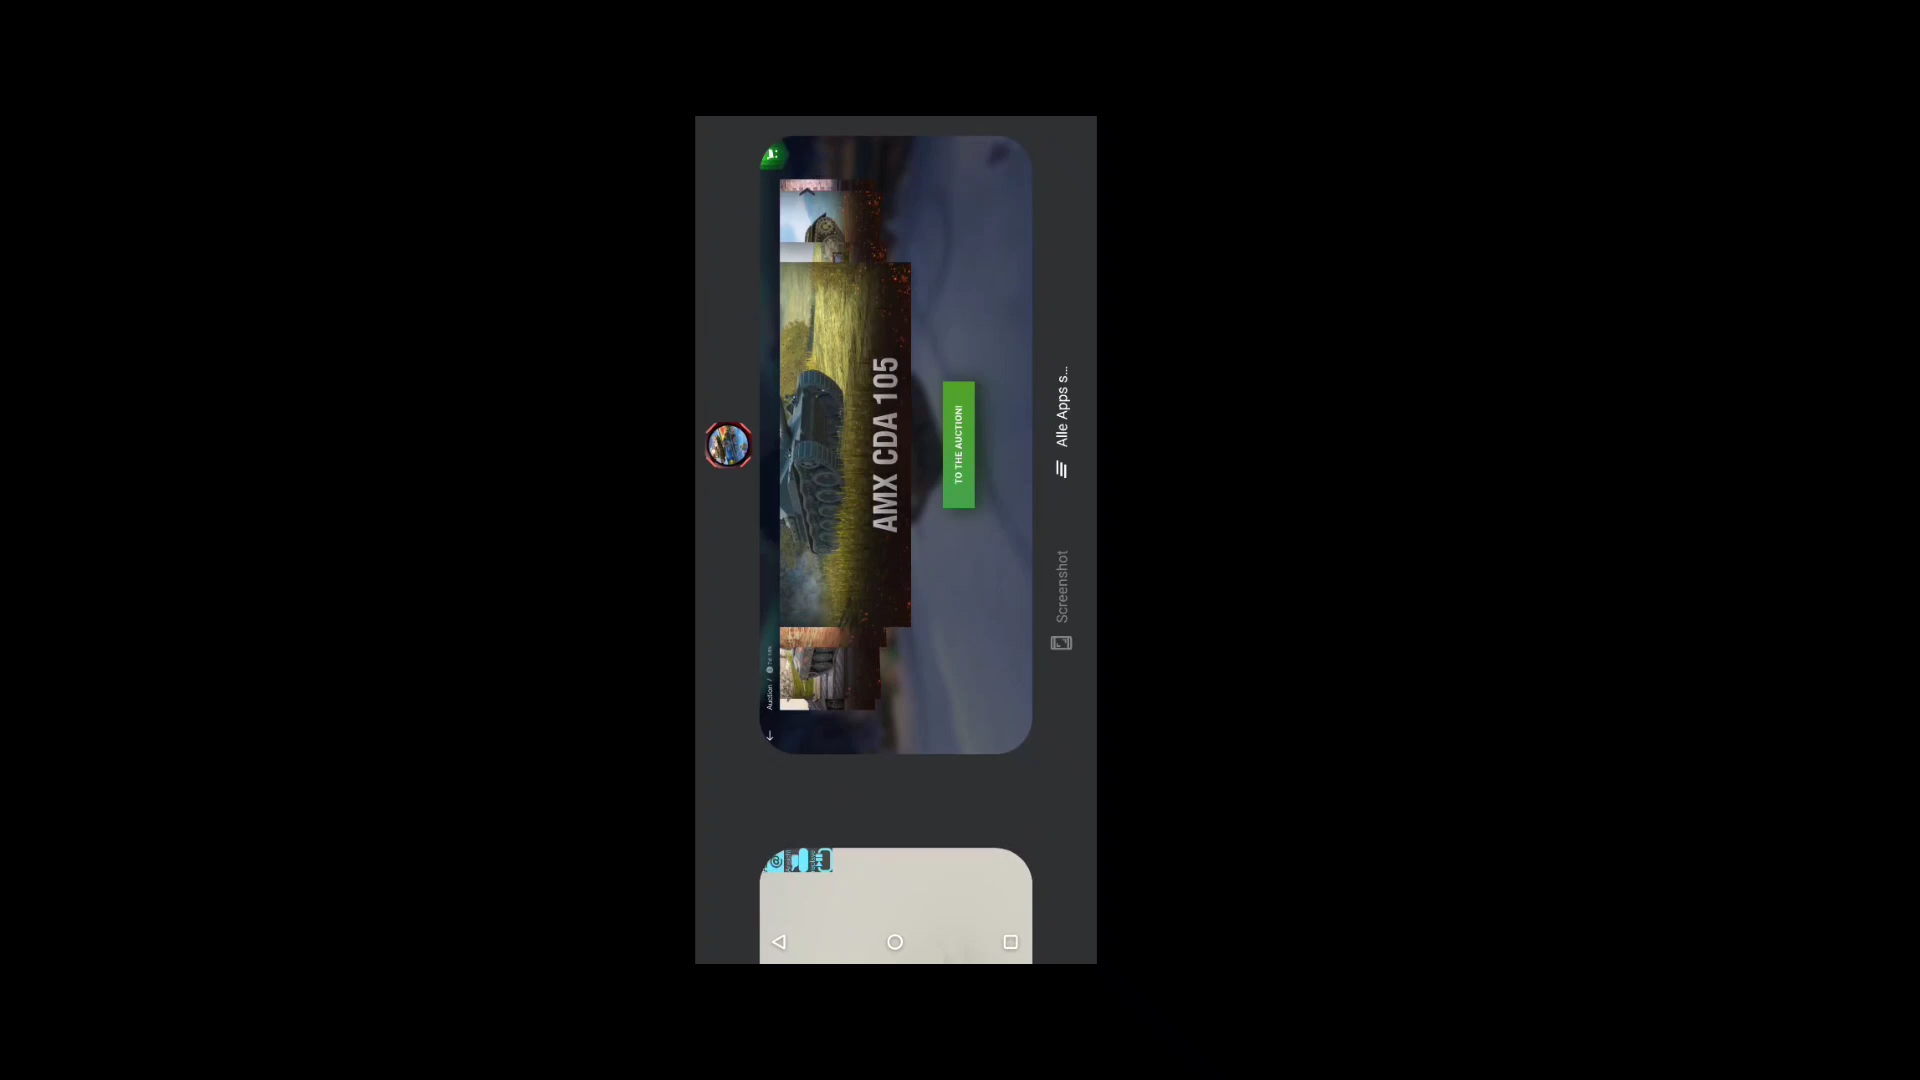 Auction /
AMX CDA 105
TO THE AUCTION!
Screenshot
Alle Apps s...